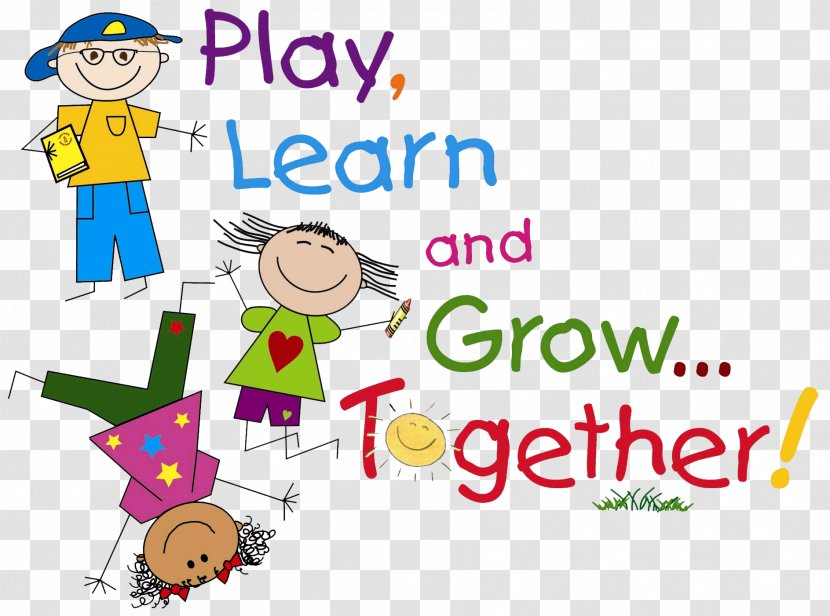 Play,
Learn
and
Grow...
Together!